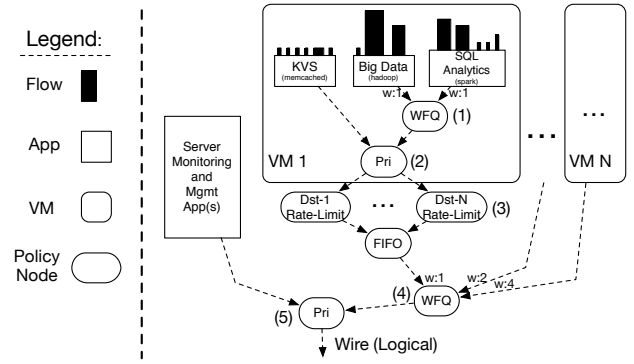 Legend:
Flow
App
VM
Policy
Node
KVS
(memcached)
Big Data
(hadoop)
SQL
Analytics
(spark)
w:1
w:1
WFQ
(1)
Pri
(2)
VM 1
...
...
VM N
Server
Monitoring
and
Mgmt
App(s)
Dst-1
Rate-Limit
...
Dst-N
Rate-Limit
(3)
FIFO
w:1
w:2
w:4
(4)
WFQ
(5)
Pri
Wire (Logical)